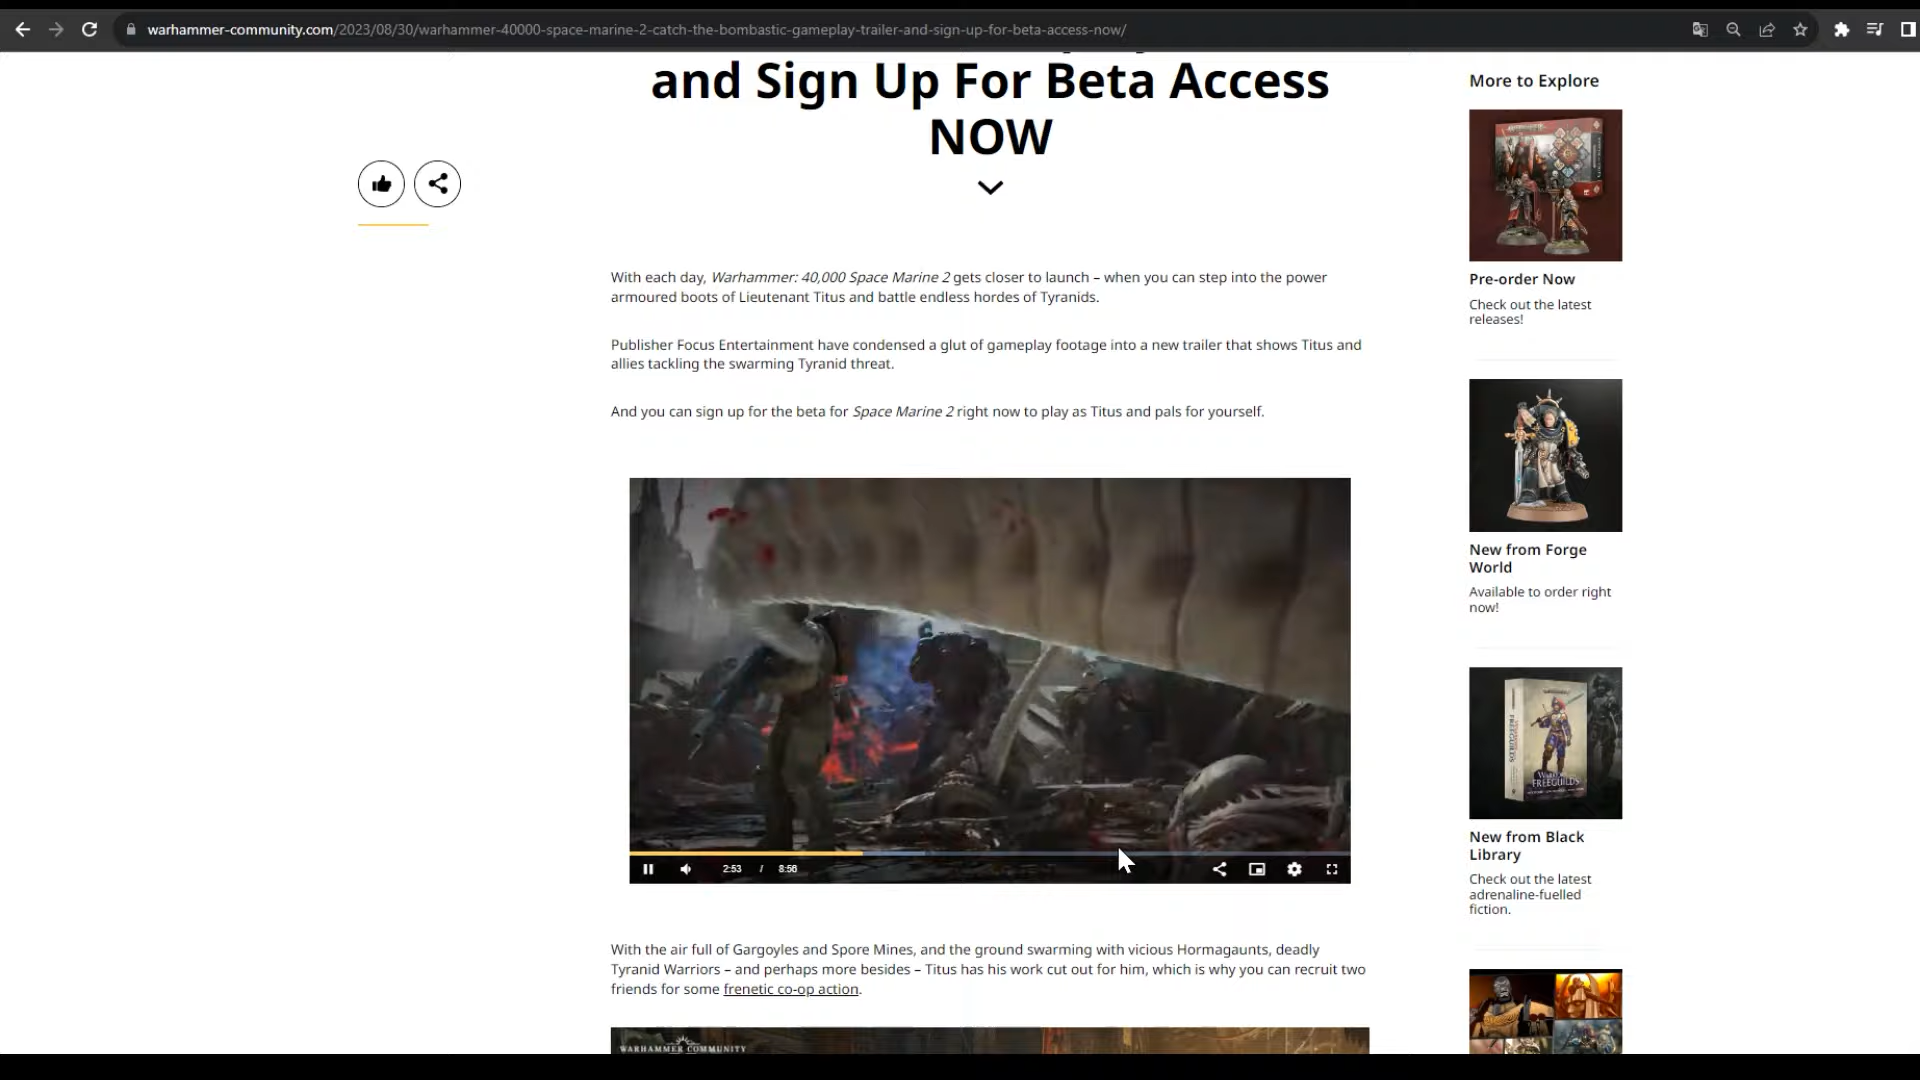 warhammer-community.com/2023/08/30/warhammer-40000-space-marine-2-catch-the-bombastic-gameplay-trailer-and-sign-up-for-beta-access-now/
and Sign Up For Beta Access
NOW
With each day, Warhammer: 40,000 Space Marine 2 gets closer to launch – when you can step into the power
armoured boots of Lieutenant Titus and battle endless hordes of Tyranids.
Publisher Focus Entertainment have condensed a glut of gameplay footage into a new trailer that shows Titus and
allies tackling the swarming Tyranid threat.
And you can sign up for the beta for Space Marine 2 right now to play as Titus and pals for yourself.
2:53 / 8:56
With the air full of Gargoyles and Spore Mines, and the ground swarming with vicious Hormagaunts, deadly
Tyranid Warriors – and perhaps more besides – Titus has his work cut out for him, which is why you can recruit two
friends for some frenetic co-op action.
WARHAMMER COMMUNITY
More to Explore
Pre-order Now
Check out the latest
releases!
New from Forge
World
Available to order right
now!
FREEGUILDS
New from Black
Library
Check out the latest
adrenaline-fuelled
fiction.